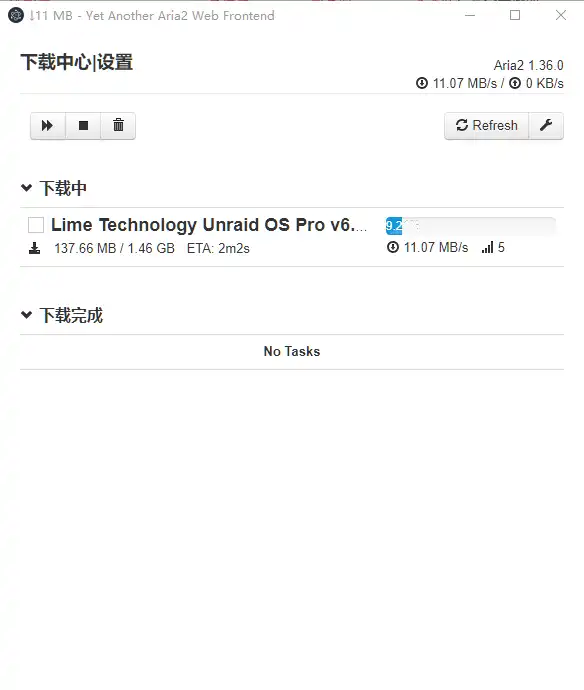 ↓11 MB - Yet Another Aria2 Web Frontend
下载中心|设置
Aria2 1.36.0
11.07 MB/s / 0 KB/s
Refresh
下载中
Lime Technology Unraid OS Pro v6....
9.2
137.66 MB / 1.46 GB ETA: 2m2s
11.07 MB/s 5
下载完成
No Tasks